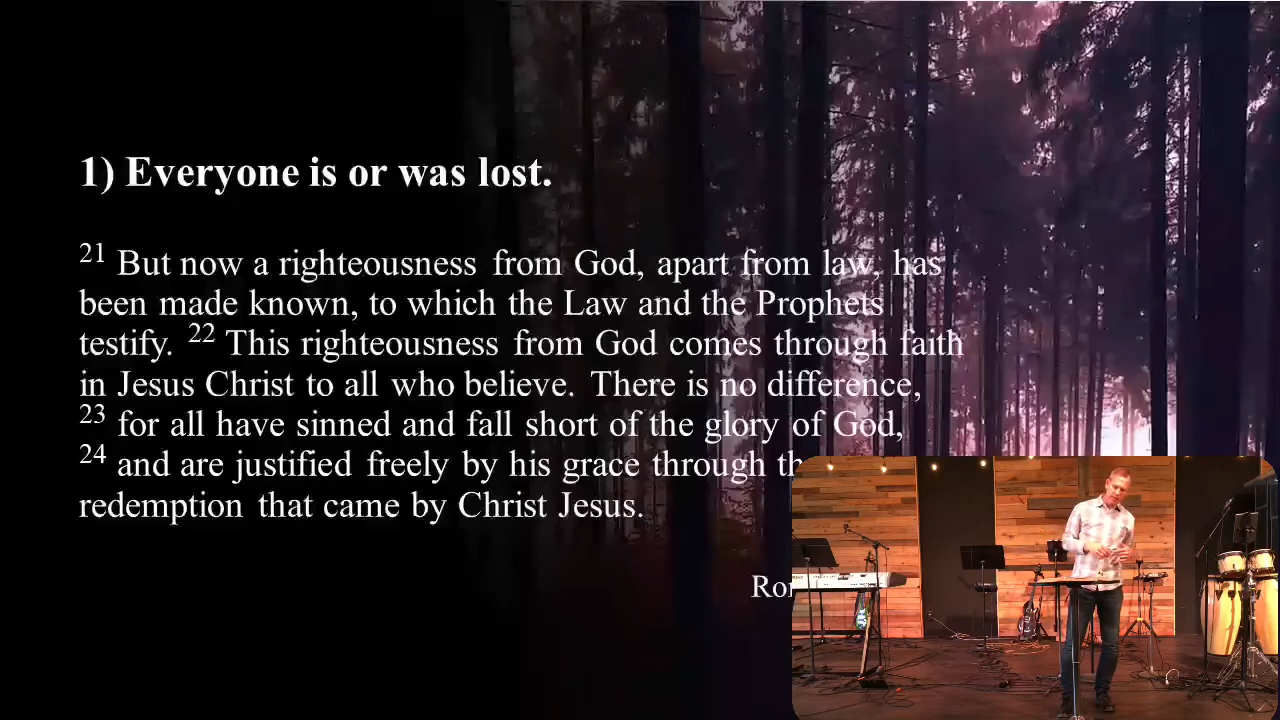 1) Everyone is or was lost.
21 But now a righteousness from God, apart from law, has
been made known, to which the Law and the Prophets
testify. 22 This righteousness from God comes through faith
in Jesus Christ to all who believe. There is no difference,
23 for all have sinned and fall short of the glory of God,
24 and are justified freely by his grace through
redemption that came by Christ Jesus.